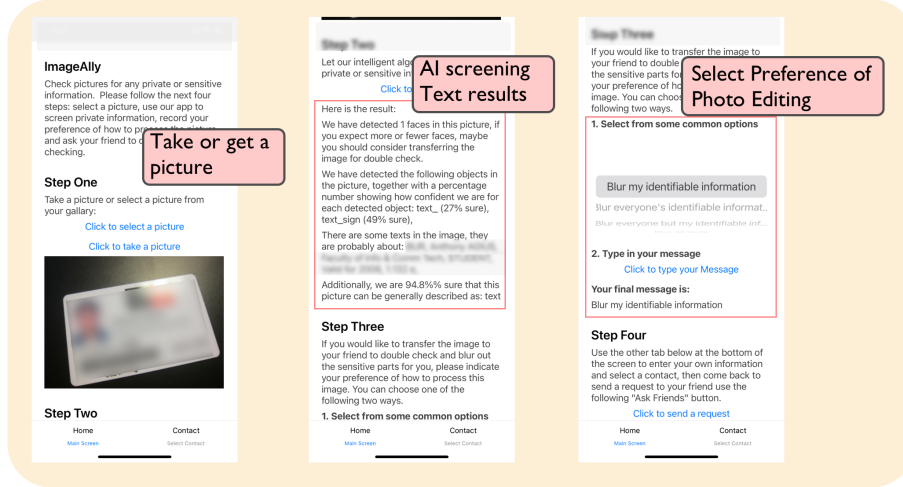 ImageAlly
Check pictures for any private or sensitive
information. Please follow the next four
steps: select a picture, use our app to
screen private information, record your
preference of how to
and ask your friend to
checking.
Take or get a
picture
Step One
Take a picture or select a picture from
your gallary:
Click to select a picture
Click to take a picture
Step Two
Home
Contact
Main Screen
Select Contact
Step Two
Let our intelligent
private or sensitive
Click to
AI screening
Text results
Here is the result:
We have detected 1 faces in this picture, if
you expect more or fewer faces, maybe
you should consider transferring the
image for double check.
We have detected the following objects in
the picture, together with a percentage
number showing how confident we are for
each detected object: text_ (27% sure),
text_sign (49% sure),
There are some texts in the image, they
are probably about:
Additionally, we are 94.8%% sure that this
picture can be generally described as: text
Step Three
If you would like to transfer the image to
your friend to double check and blur out
the sensitive parts for you, please indicate
your preference of how to process this
image. You can choose one of the
following two ways.
1. Select from some common options
Home
Contact
Main Screen
Select Contact
Step Three
If you would like to transfer the image to
your friend to double
the sensitive parts for
your preference of
image. You can
following two ways.
Select Preference of
Photo Editing
1. Select from some common options
Blur my identifiable information
Blur everyone's identifiable informat..
Blur everyone but my identifiable inf...
2. Type in your message
Click to type your Message
Your final message is:
Blur my identifiable information
Step Four
Use the other tab below at the bottom of
the screen to enter your own information
and select a contact, then come back to
send a request to your friend use the
following "Ask Friends" button.
Click to send a request
Home
Contact
Main Screen
Select Contact